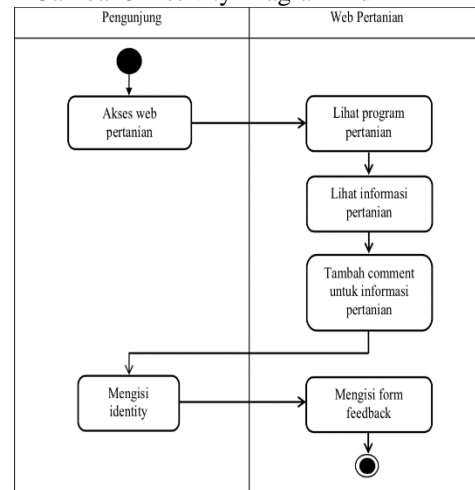 Pengunjung
Web Pertanian
Akses web
pertanian
Lihat program
pertanian
Lihat informasi
pertanian
Tambah comment
untuk informasi
pertanian
Mengisi
identity
Mengisi form
feedback